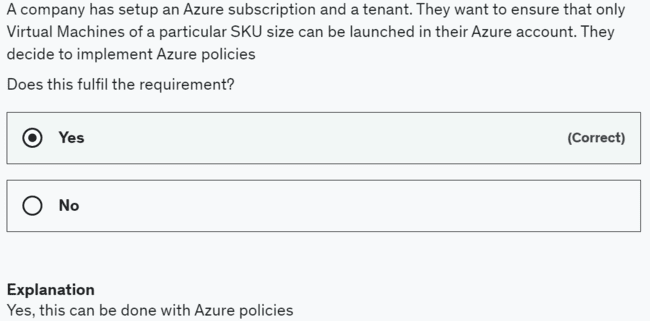 A company has setup an Azure subscription and a tenant. They want to ensure that only
Virtual Machines of a particular SKU size can be launched in their Azure account. They
decide to implement Azure policies
Does this fulfil the requirement?
Yes (Correct)
No
Explanation
Yes, this can be done with Azure policies